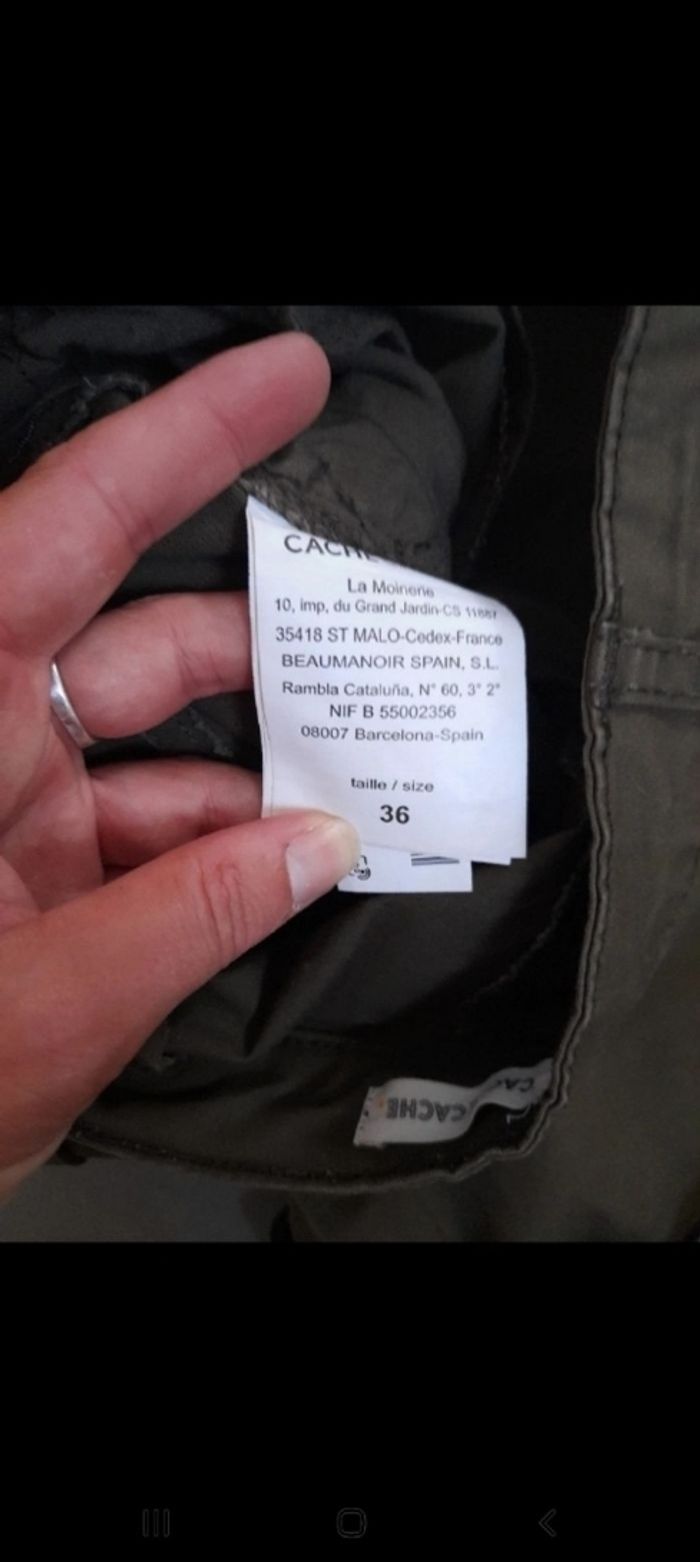 La Moinerie
10, imp. du Grand Jardin-CS 11887
35418 ST MALO-Cedex-France
BEAUMANOIR SPAIN, S.L.
Rambla Cataluña, N° 60, 3° 2°
NIF B 55002356
08007 Barcelona-Spain
taille / size
36
CACHE